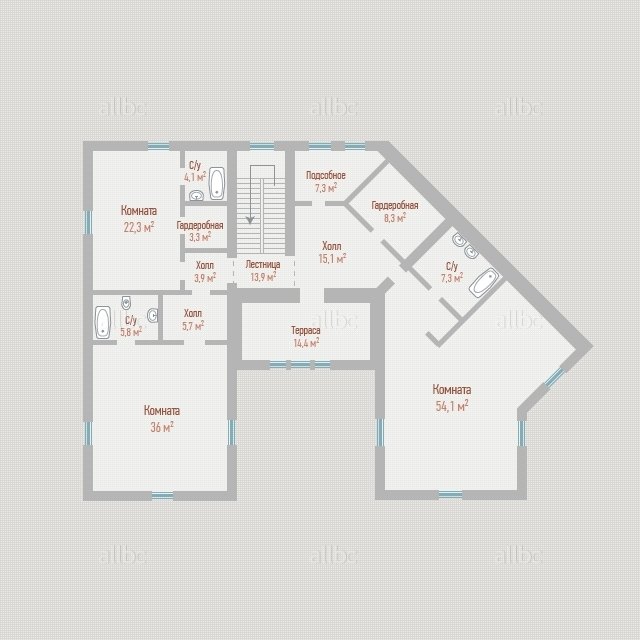 allbc allbc allbc
С/у
4,1 м²
Подсобное
7,3 м²
Комната
22,3 м²
Гардеробная
8,3 м²
Гардеробная
3,3 м²
Холл
15,1 м²
Холл
3,9 м²
Лестница
13,9 м²
С/у
7,3 м²
С/у
5,8 м²
Холл
5,7 м²
allbc allbc allbc
Терраса
14,4 м²
Комната
54,1 м²
Комната
36 м²
allbc allbc allbc